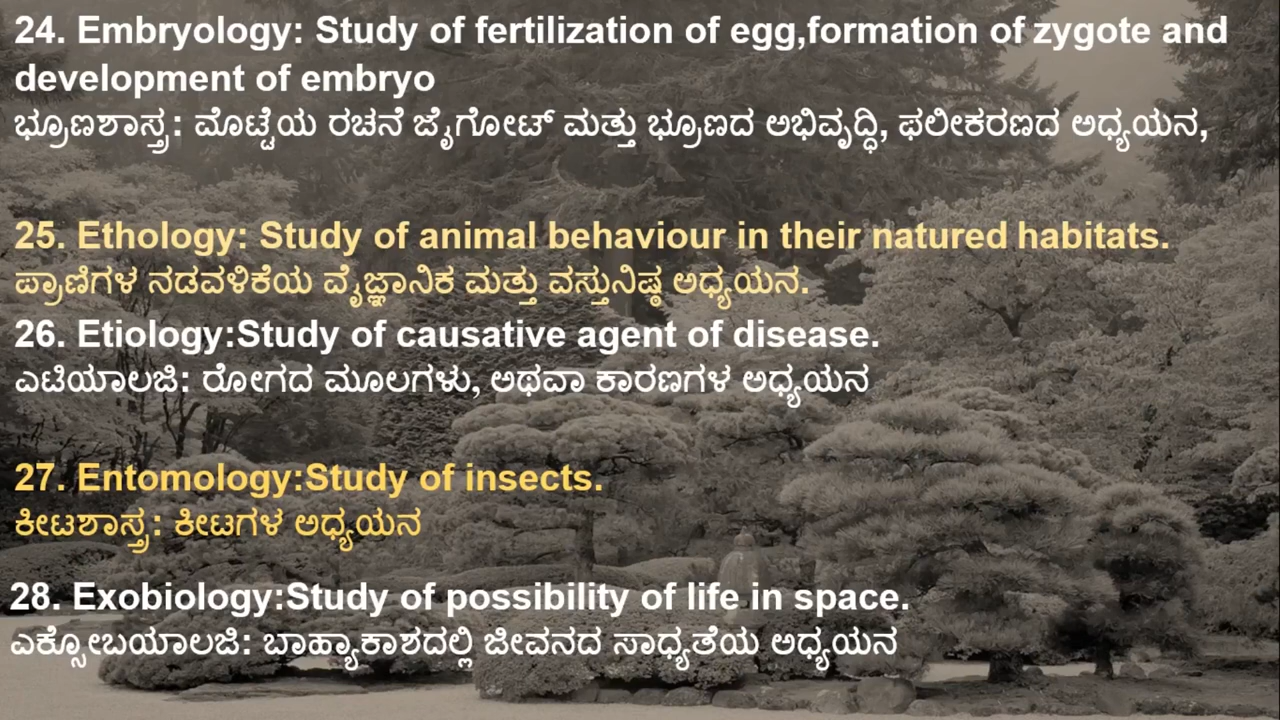 24. Embryology: Study of fertilization of egg,formation of zygote and
development of embryo
ಭ್ರೂಣಶಾಸ್ತ್ರ: ಮೊಟ್ಟೆಯ ರಚನೆ ಜೈಗೋಟ್ ಮತ್ತು ಭ್ರೂಣದ ಅಭಿವೃದ್ಧಿ, ಫಲೀಕರಣದ ಅಧ್ಯಯನ,
25. Ethology: Study of animal behaviour in their natured habitats.
ಪ್ರಾಣಿಗಳ ನಡವಳಿಕೆಯ ವೈಜ್ಞಾನಿಕ ಮತ್ತು ವಸ್ತುನಿಷ್ಠ ಅಧ್ಯಯನ.
26. Etiology:Study of causative agent of disease.
ಎಟಿಯಾಲಜಿ: ರೋಗದ ಮೂಲಗಳು, ಅಥವಾ ಕಾರಣಗಳ ಅಧ್ಯಯನ
27. Entomology:Study of insects.
ಕೀಟಶಾಸ್ತ್ರ: ಕೀಟಗಳ ಅಧ್ಯಯನ
28. Exobiology:Study of possibility of life in space.
ಎಕ್ಸೋಬಯಾಲಜಿ: ಬಾಹ್ಯಾಕಾಶದಲ್ಲಿ ಜೀವನದ ಸಾಧ್ಯತೆಯ ಅಧ್ಯಯನ